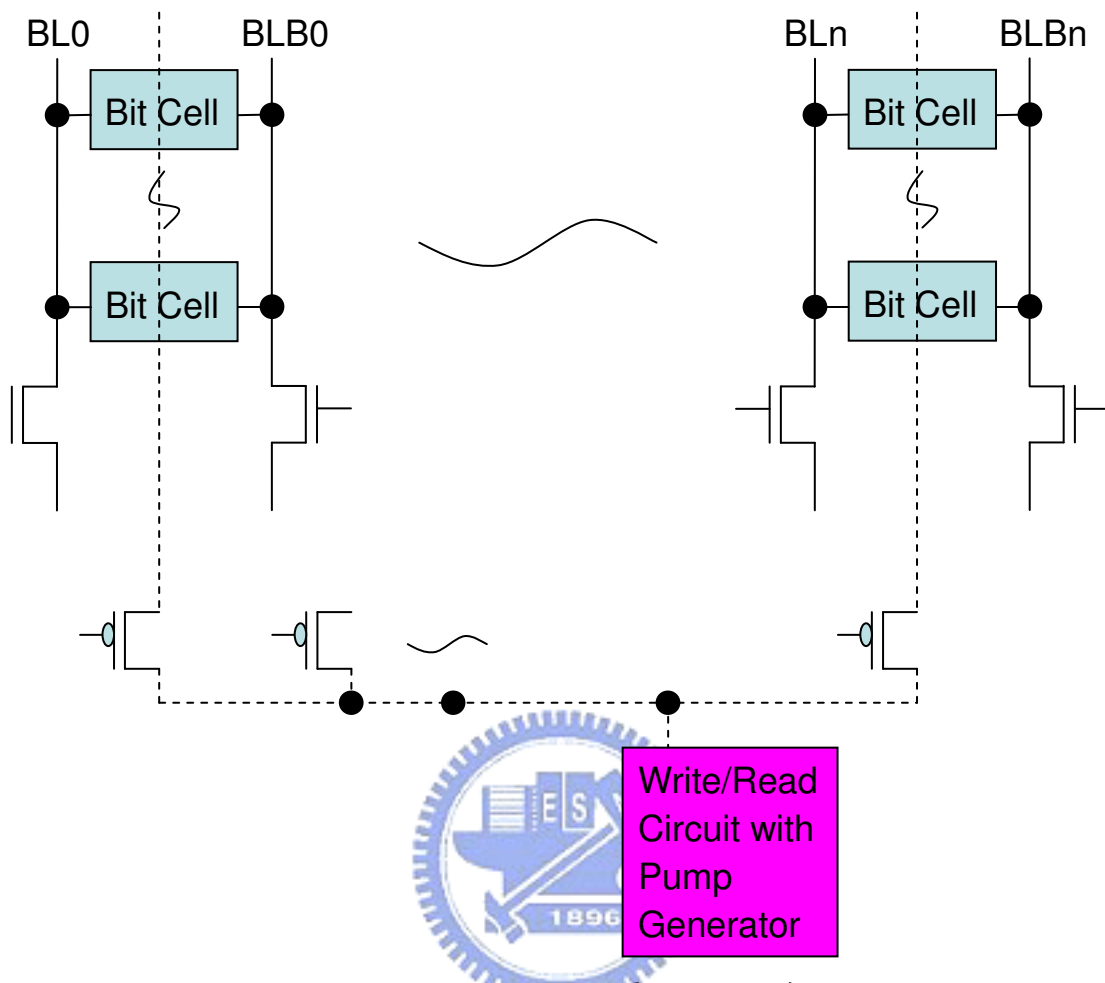 BL0
BLB0
BLn
BLBn
Bit Cell
Bit Cell
Bit Cell
Bit Cell
Write/Read
Circuit with
Pump
Generator
E S
1896